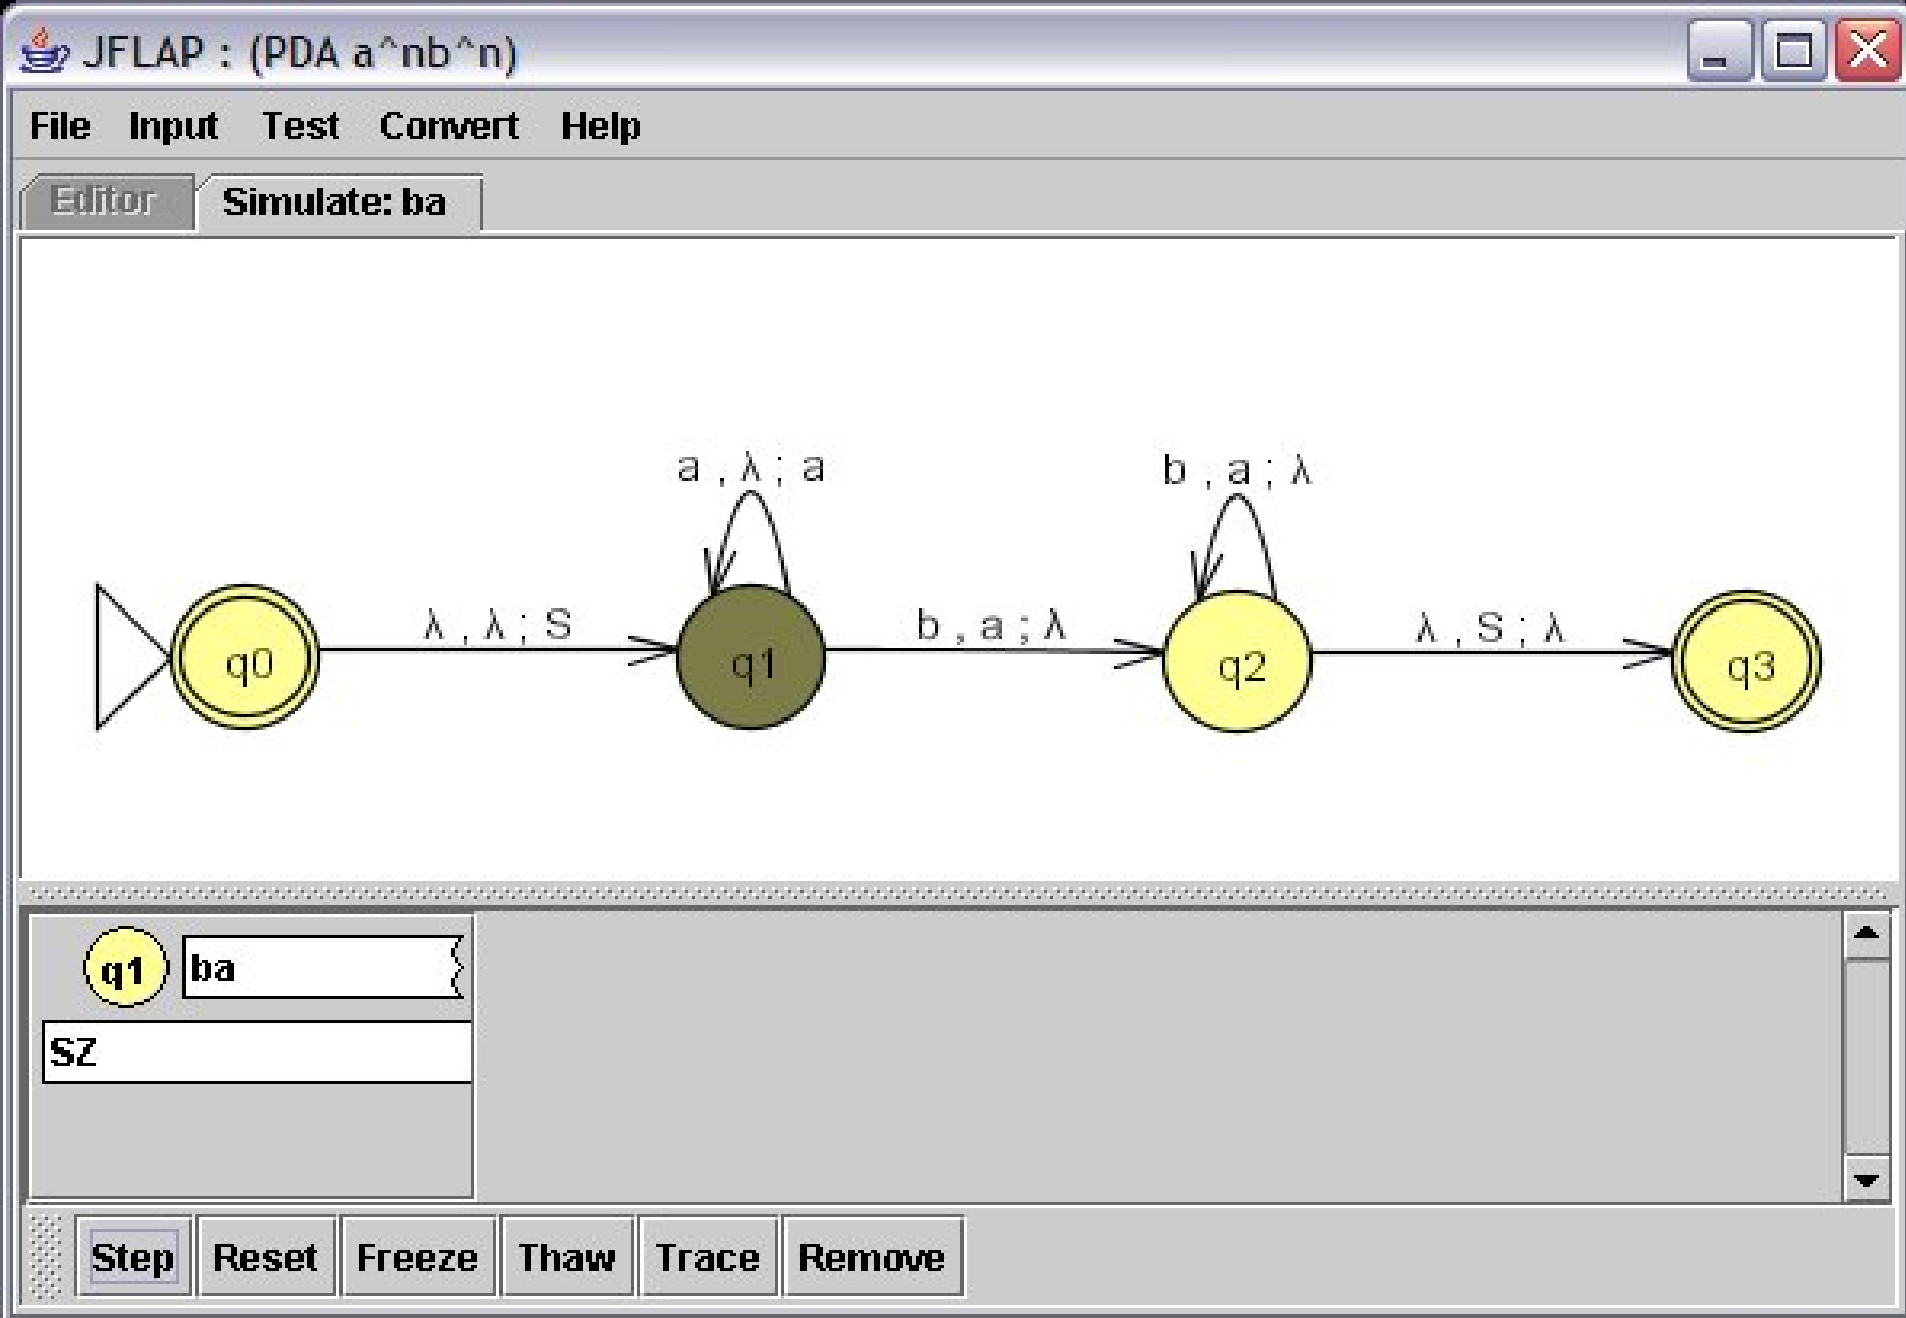 JFLAP : (PDA a^nb^n)
File Input Test Convert Help
Editor Simulate: ba
a , λ ; a b , a ; λ
λ , λ ; S b , a ; λ λ , S ; λ
q0 q1 q2 q3
q1 ba
SZ
Step Reset Freeze Thaw Trace Remove